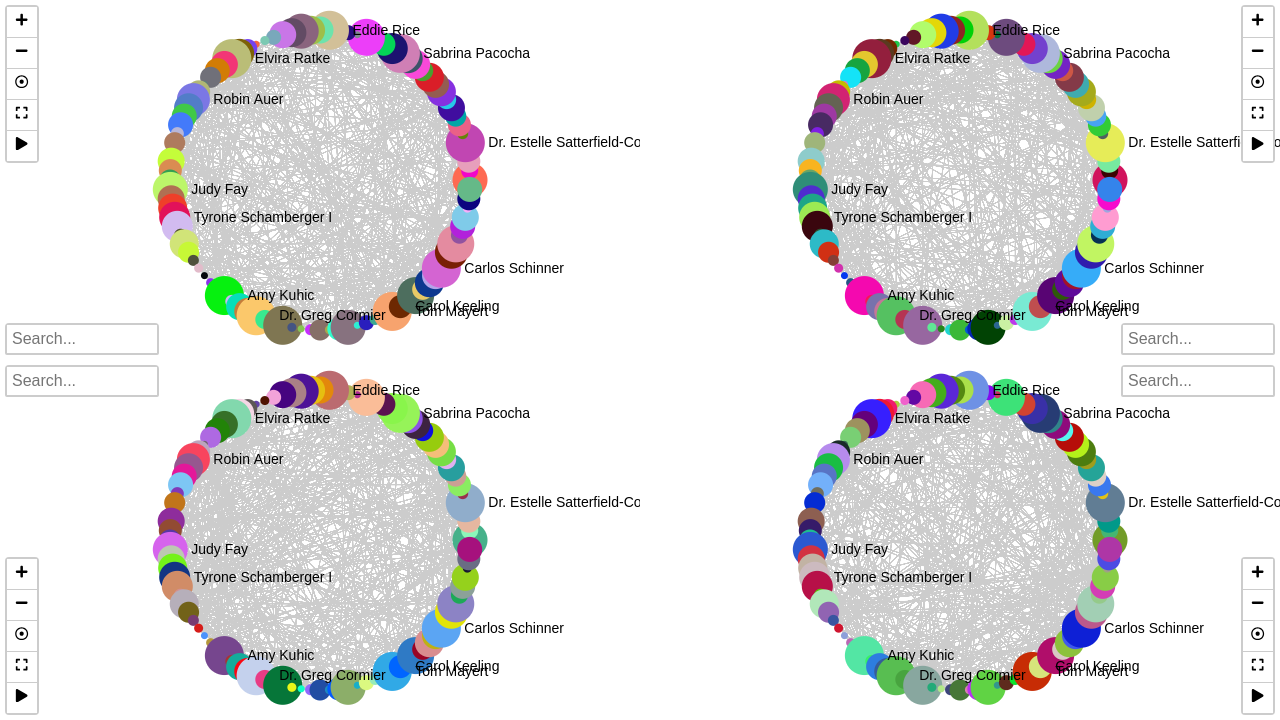 Eddie Rice
Sabrina Pacocha
Elvira Ratke
Robin Auer
Dr. Estelle Satterfield-Co
Judy Fay
Tyrone Schamberger I
Carlos Schinner
Amy Kuhic
Carol Keeling
Tom Mayert
Dr. Greg Cormier
Search...
Eddie Rice
Sabrina Pacocha
Elvira Ratke
Robin Auer
Dr. Estelle Satterfi
Judy Fay
Tyrone Schamberger I
Carlos Schinner
Amy Kuhic
Carol Keeling
Tom Mayert
Dr. Greg Cormier
Search...
Search...
Eddie Rice
Sabrina Pacocha
Elvira Ratke
Robin Auer
Dr. Estelle Satterfield-Co
Judy Fay
Tyrone Schamberger I
Carlos Schinner
Amy Kuhic
Carol Keeling
Tom Mayert
Dr. Greg Cormier
Search...
Eddie Rice
Sabrina Pacocha
Elvira Ratke
Robin Auer
Dr. Estelle Satterfield-Co
Judy Fay
Tyrone Schamberger I
Carlos Schinner
Amy Kuhic
Carol Keeling
Tom Mayert
Dr. Greg Cormier